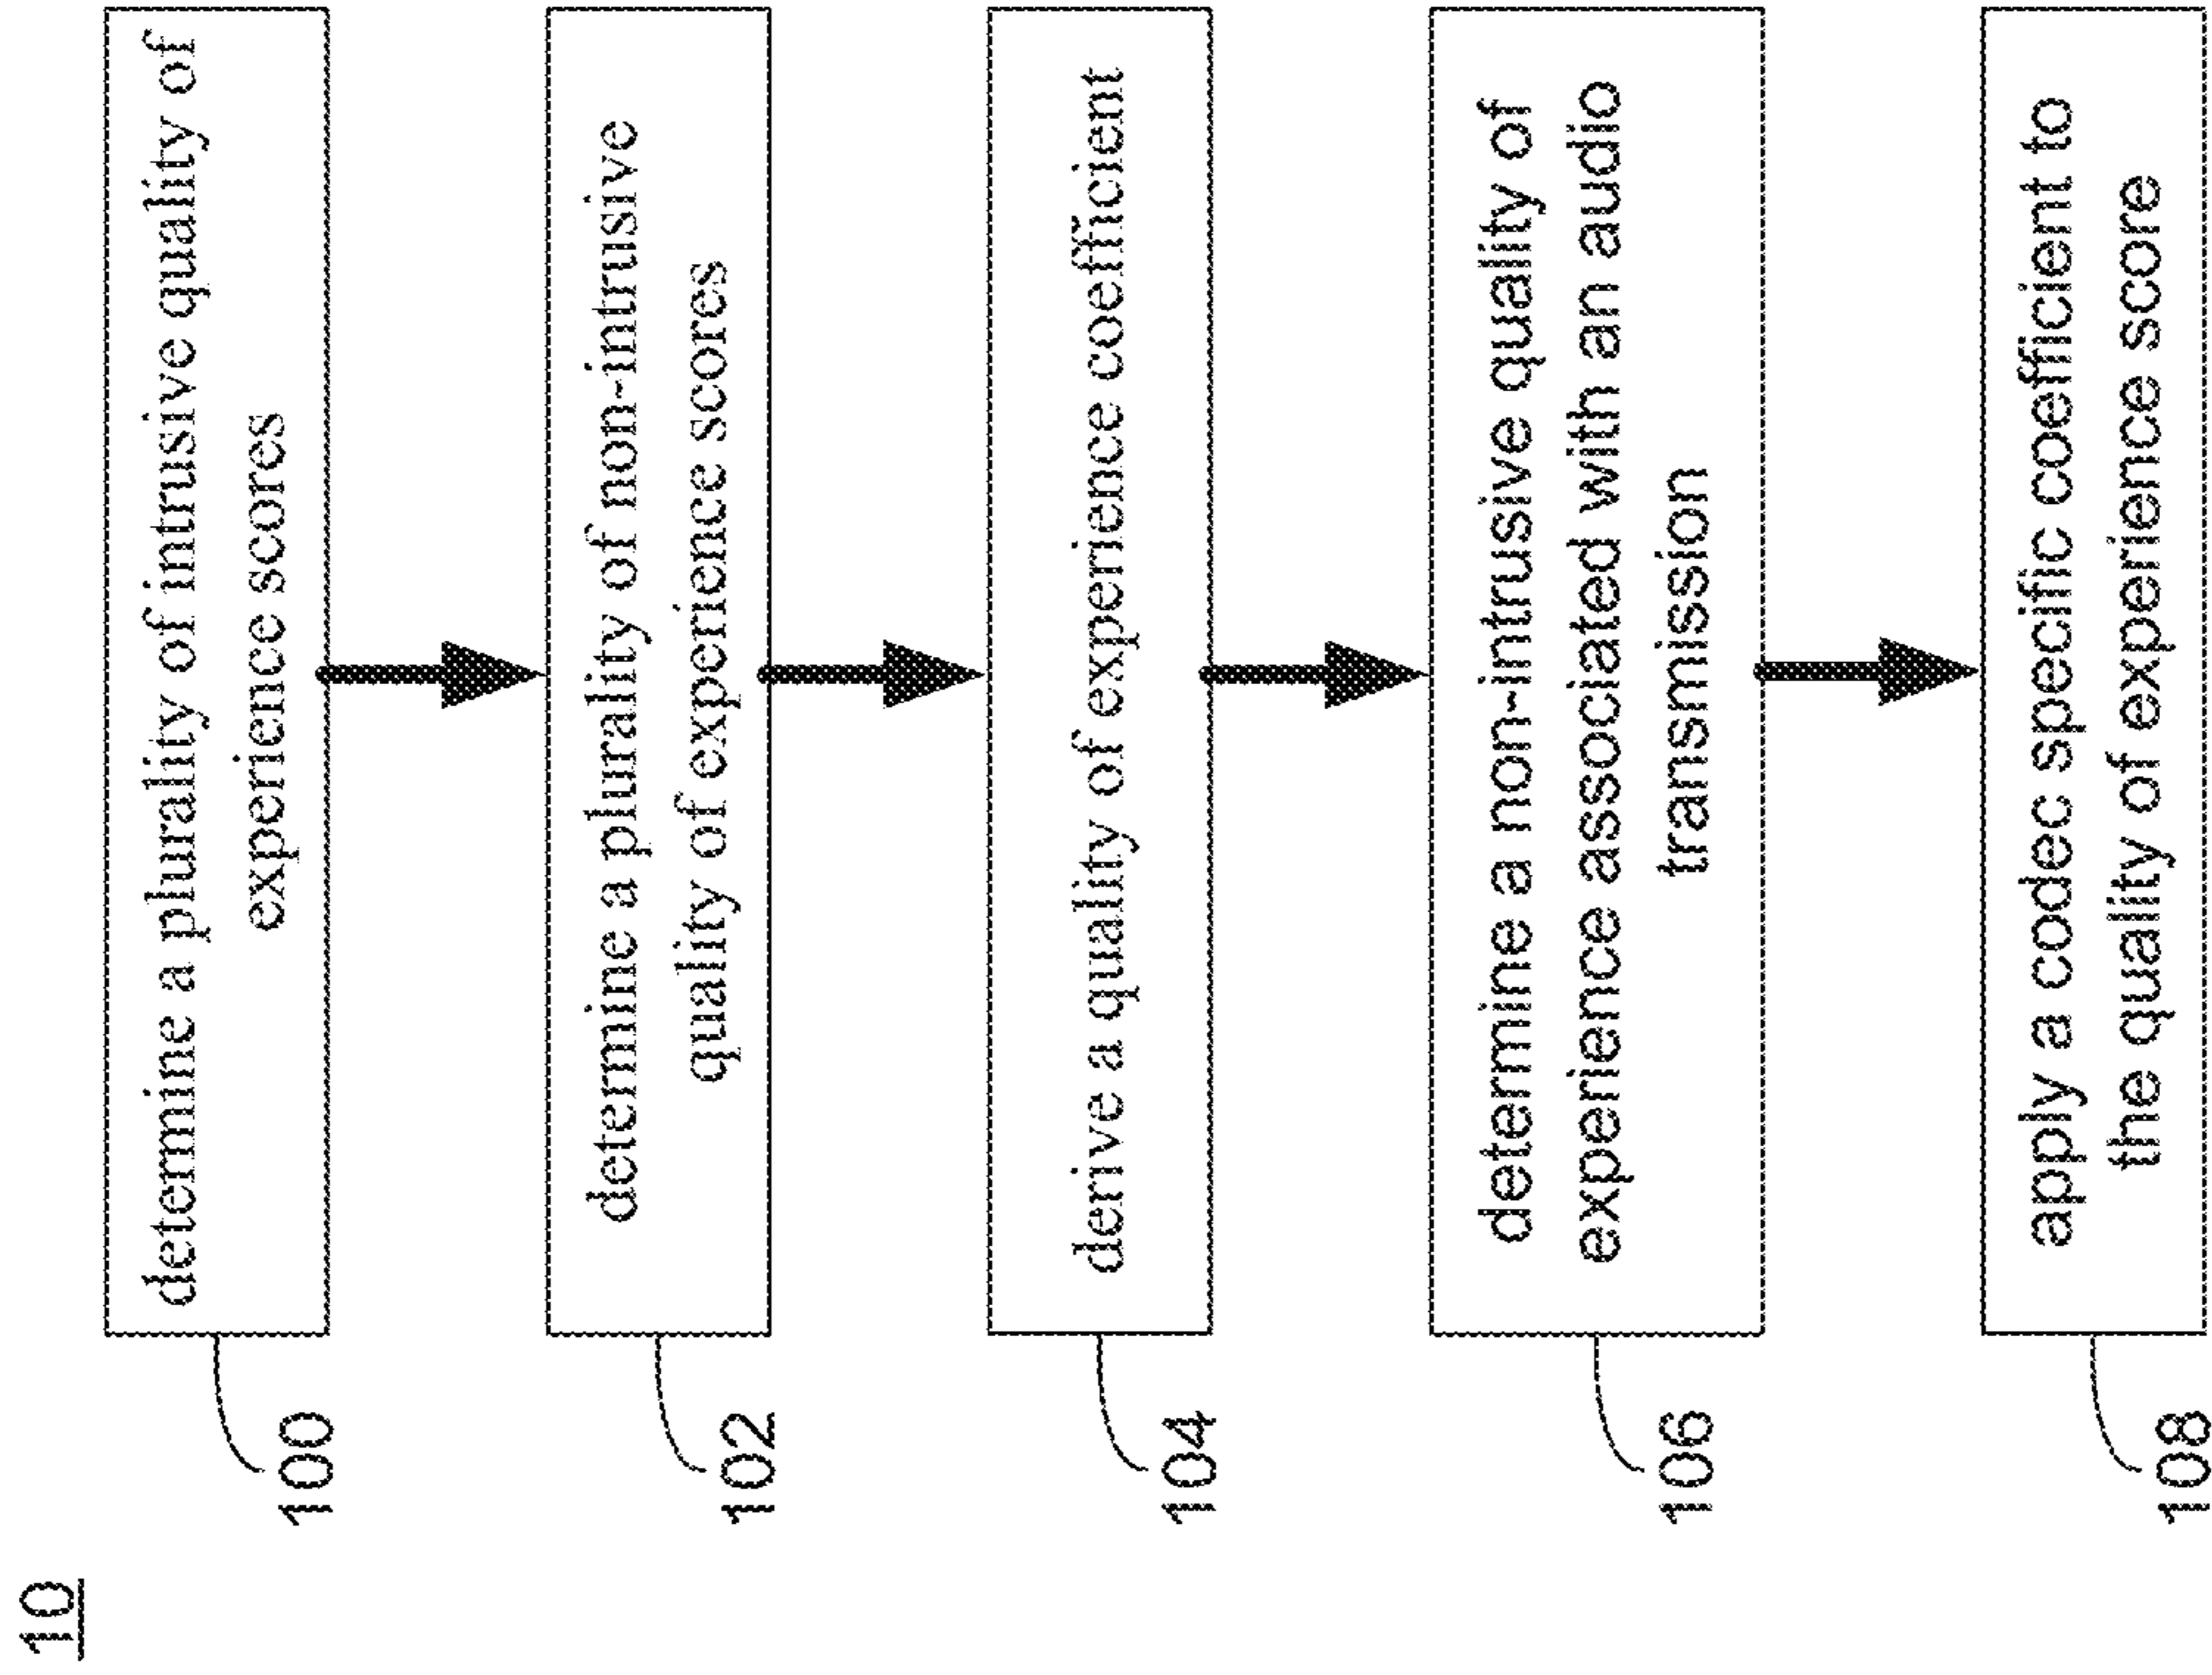 10
100
determine a plurality of intrusive quality of
experience scores
102
determine a plurality of non-intrusive
quality of experience scores
104
derive a quality of experience coefficient
106
determine a non-intrusive quality of
experience associated with an audio
transmission
108
apply a codec specific coefficient to
the quality of experience score